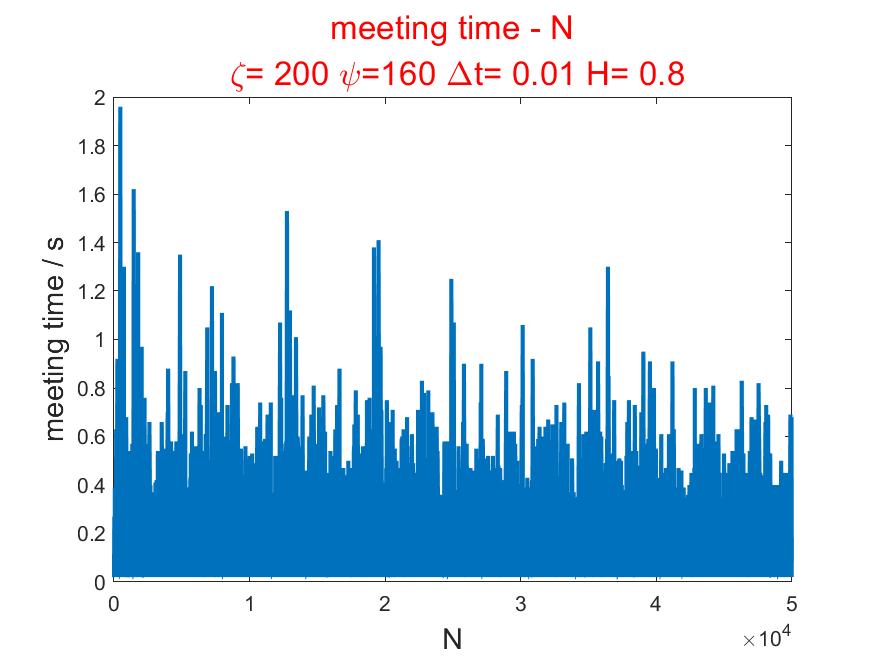 meeting time - N
ζ= 200 ψ=160 Δt= 0.01 H= 0.8
2
1.8
1.6
1.4
1.2
1
0.8
0.6
0.4
0.2
0
meeting time / s
0 1 2 3 4 5
×10⁴
N